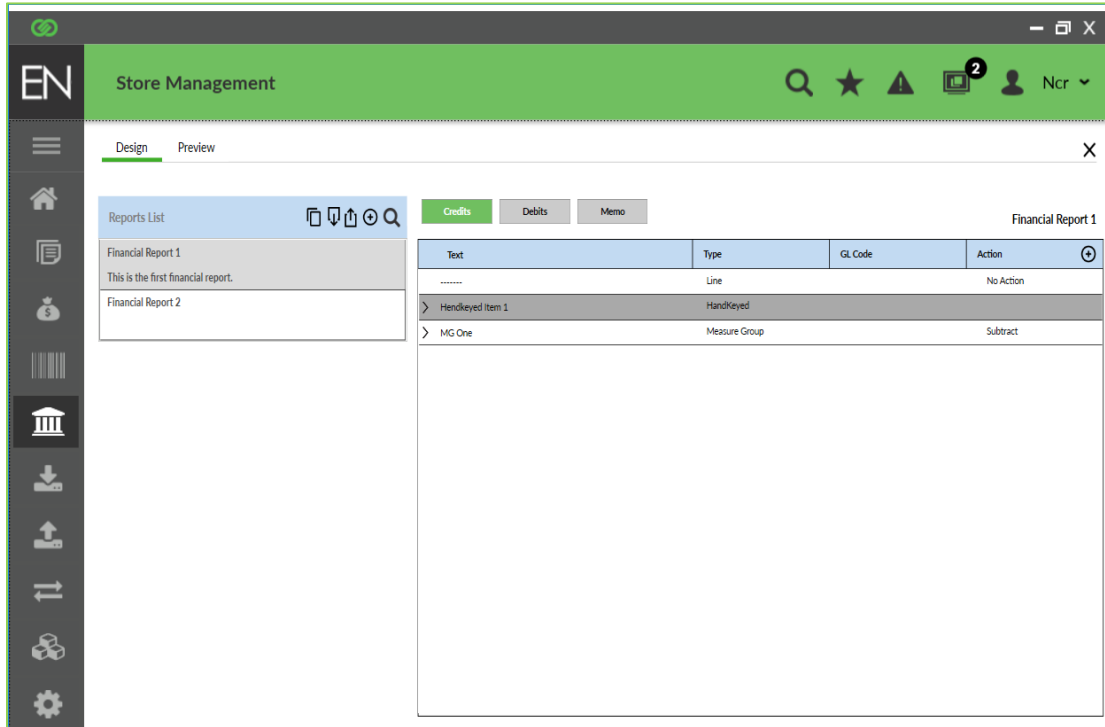 EN
Store Management
2
Ncr
Design Preview
X
Reports List
Financial Report 1
This is the first financial report.
Financial Report 2
Credits Debits Memo
Financial Report 1
Text Type GL Code Action
------- Line No Action
Hendkeyed Item 1 HandKeyed
MG One Measure Group Subtract